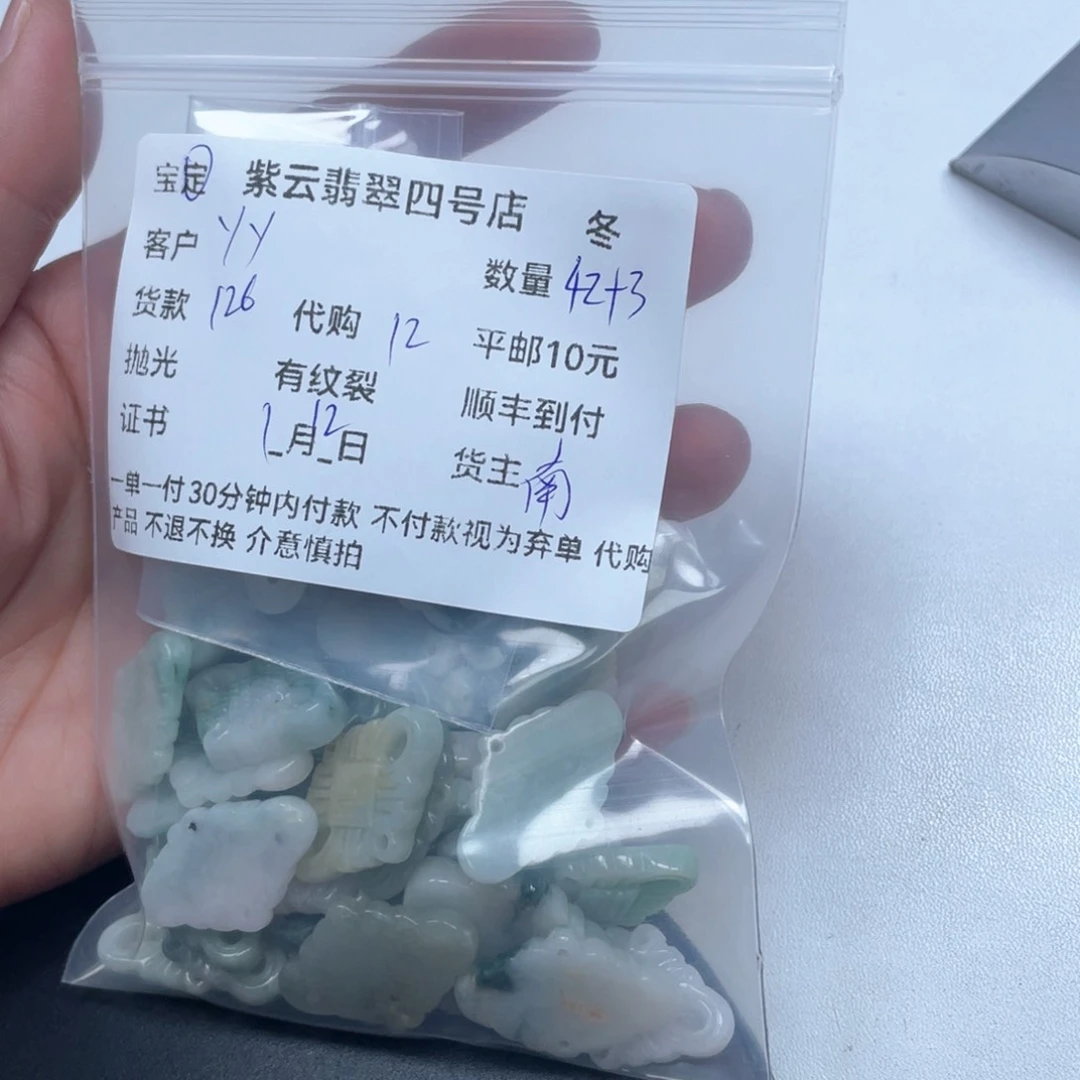 宝定 紫云翡翠四号店 冬
客户 YY 数量 42+3
货款 126 代购 12 平邮10元
抛光 有纹裂 顺丰到付
证书 1月12日 货主 南
一单一付30分钟内付款 不付款视为弃单 代购
产品 不退不换 介意慎拍